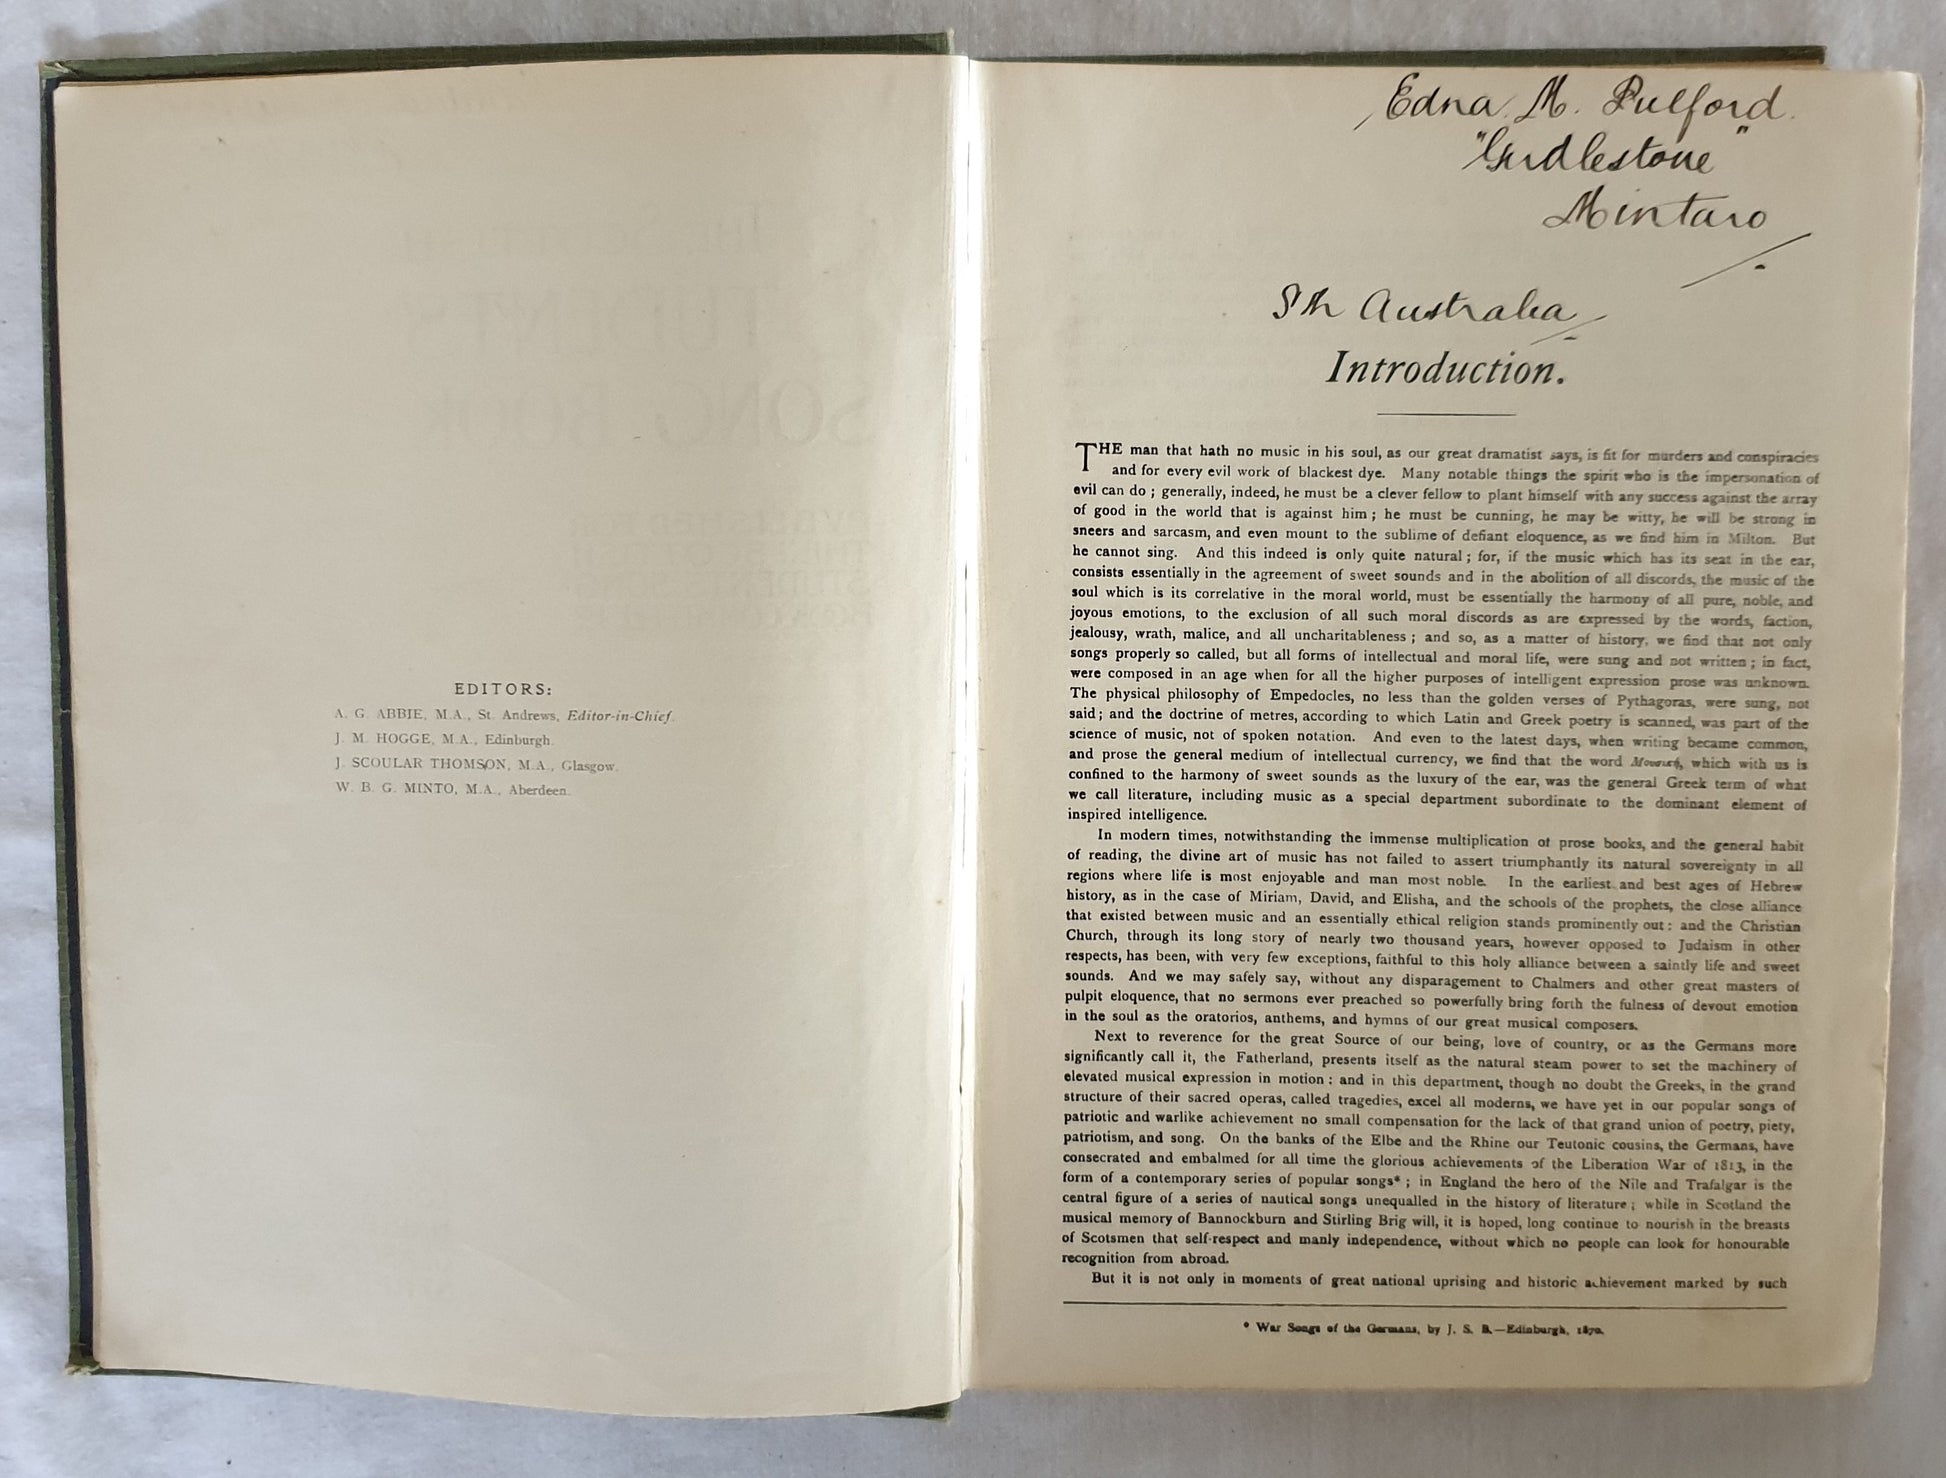 EDITORS:
A. G. ABBIE, M.A., St. Andrews, Editor-in-Chief.
J. M. HOGGE, M.A., Edinburgh.
J. SCOULAR THOMSON, M.A., Glasgow.
W. B. G. MINTO, M.A., Aberdeen.
Edna. M. Pulford.
"Girdlestone"
Mintaro
Sth Australia
Introduction.
THE man that hath no music in his soul, as our great dramatist says, is fit for murders and conspiracies
and for every evil work of blackest dye. Many notable things the spirit who is the impersonation of
evil can do ; generally, indeed, he must be a clever fellow to plant himself with any success against the array
of good in the world that is against him ; he must be cunning, he may be witty, he will be strong in
sneers and sarcasm, and even mount to the sublime of defiant eloquence, as we find him in Milton. But
he cannot sing. And this indeed is only quite natural ; for, if the music which has its seat in the ear,
consists essentially in the agreement of sweet sounds and in the abolition of all discords, the music of the
soul which is its correlative in the moral world, must be essentially the harmony of all pure, noble, and
joyous emotions, to the exclusion of all such moral discords as are expressed by the words, faction,
jealousy, wrath, malice, and all uncharitableness ; and so, as a matter of history, we find that not only
songs properly so called, but all forms of intellectual and moral life, were sung and not written ; in fact,
were composed in an age when for all the higher purposes of intelligent expression prose was unknown.
The physical philosophy of Empedocles, no less than the golden verses of Pythagoras, were sung, not
said ; and the doctrine of metres, according to which Latin and Greek poetry is scanned, was part of the
science of music, not of spoken notation. And even to the latest days, when writing became common,
and prose the general medium of intellectual currency, we find that the word Μουσική, which with us is
confined to the harmony of sweet sounds as the luxury of the ear, was the general Greek term of what
we call literature, including music as a special department subordinate to the dominant element of
inspired intelligence.
In modern times, notwithstanding the immense multiplication of prose books, and the general habit
of reading, the divine art of music has not failed to assert triumphantly its natural sovereignty in all
regions where life is most enjoyable and man most noble. In the earliest and best ages of Hebrew
history, as in the case of Miriam, David, and Elisha, and the schools of the prophets, the close alliance
that existed between music and an essentially ethical religion stands prominently out : and the Christian
Church, through its long story of nearly two thousand years, however opposed to Judaism in other
respects, has been, with very few exceptions, faithful to this holy alliance between a saintly life and sweet
sounds. And we may safely say, without any disparagement to Chalmers and other great masters of
pulpit eloquence, that no sermons ever preached so powerfully bring forth the fulness of devout emotion
in the soul as the oratorios, anthems, and hymns of our great musical composers.
Next to reverence for the great Source of our being, love of country, or as the Germans more
significantly call it, the Fatherland, presents itself as the natural steam power to set the machinery of
elevated musical expression in motion : and in this department, though no doubt the Greeks, in the grand
structure of their sacred operas, called tragedies, excel all moderns, we have yet in our popular songs of
patriotic and warlike achievement no small compensation for the lack of that grand union of poetry, piety,
patriotism, and song. On the banks of the Elbe and the Rhine our Teutonic cousins, the Germans, have
consecrated and embalmed for all time the glorious achievements of the Liberation War of 1813, in the
form of a contemporary series of popular songs* ; in England the hero of the Nile and Trafalgar is the
central figure of a series of nautical songs unequalled in the history of literature ; while in Scotland the
musical memory of Bannockburn and Stirling Brig will, it is hoped, long continue to nourish in the breasts
of Scotsmen that self-respect and manly independence, without which no people can look for honourable
recognition from abroad.
But it is not only in moments of great national uprising and historic achievement marked by such
* War Songs of the Germans, by J. S. B.—Edinburgh, 1870.